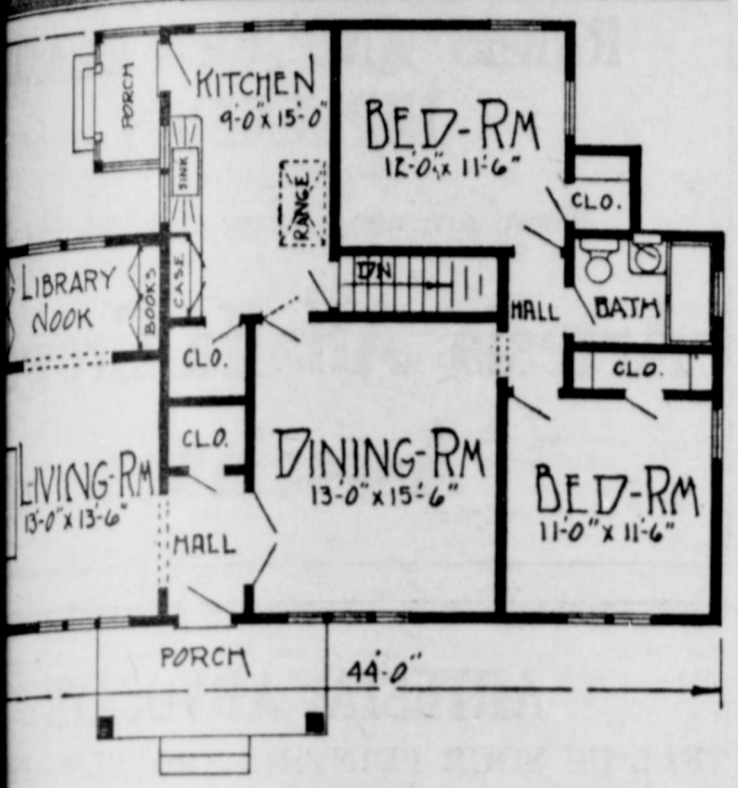 PORCH
KITCHEN
9'-0" x 15'-0"
SINK
RANGE
BED-RM
12'-0" x 11'-6"
CLO.
LIBRARY
NOOK
BOOKS
CASE
DN
HALL
BATH
CLO.
CLO.
CLO.
LIVING-RM
13'-0" x 13'-6"
DINING-RM
13'-0" x 15'-6"
BED-RM
11'-0" x 11'-6"
HALL
PORCH
44'-0"